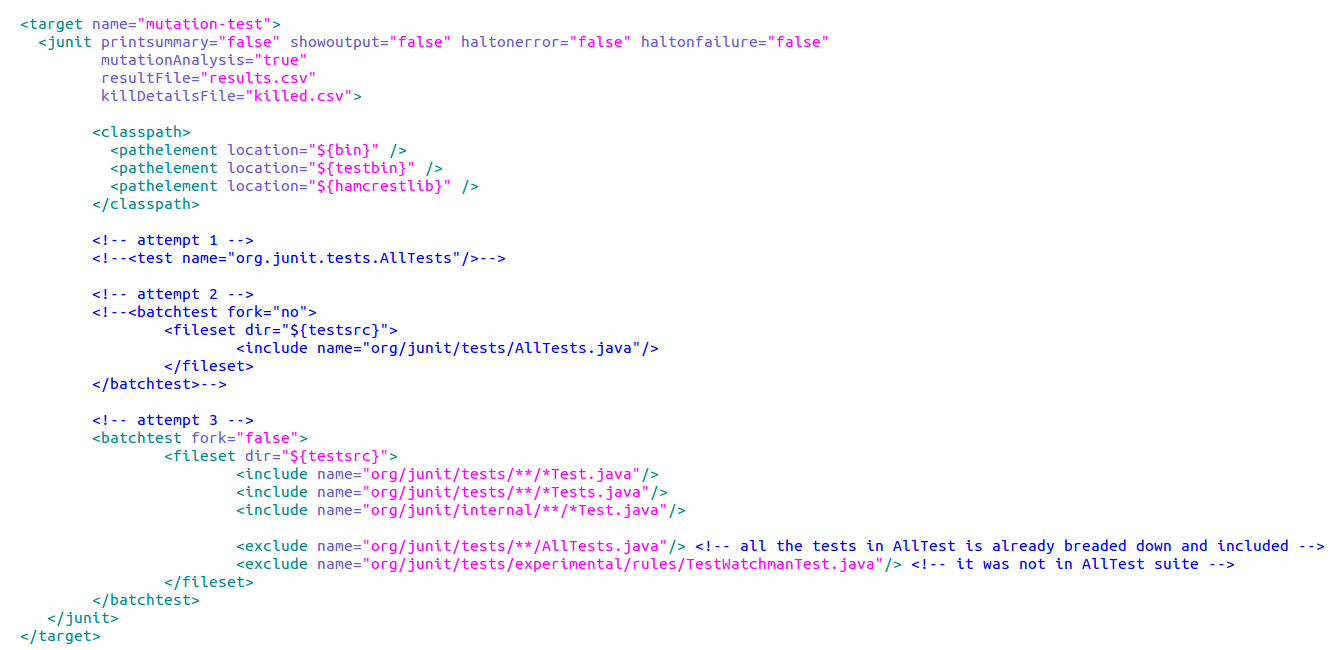 <target name="mutation-test">
<junit printsummary="false" showoutput="false" haltonerror="false" haltonfailure="false"
mutationAnalysis="true"
resultFile="results.csv"
killDetailsFile="killed.csv">
<classpath>
<pathelement location="${bin}" />
<pathelement location="${testbin}" />
<pathelement location="${hamcrestlib}" />
</classpath>
<!-- attempt 1 -->
<!--<test name="org.junit.tests.AllTests"/>-->
<!-- attempt 2 -->
<!--<batchtest fork="no">
<fileset dir="${testsrc}">
<include name="org/junit/tests/AllTests.java"/>
</fileset>
</batchtest>-->
<!-- attempt 3 -->
<batchtest fork="false">
<fileset dir="${testsrc}">
<include name="org/junit/tests/**/*Test.java"/>
<include name="org/junit/tests/**/*Tests.java"/>
<include name="org/junit/internal/**/*Test.java"/>
<exclude name="org/junit/tests/**/AllTests.java"/> <!-- all the tests in AllTest is already breaded down and included -->
<exclude name="org/junit/tests/experimental/rules/TestWatchmanTest.java"/> <!-- it was not in AllTest suite -->
</fileset>
</batchtest>
</junit>
</target>